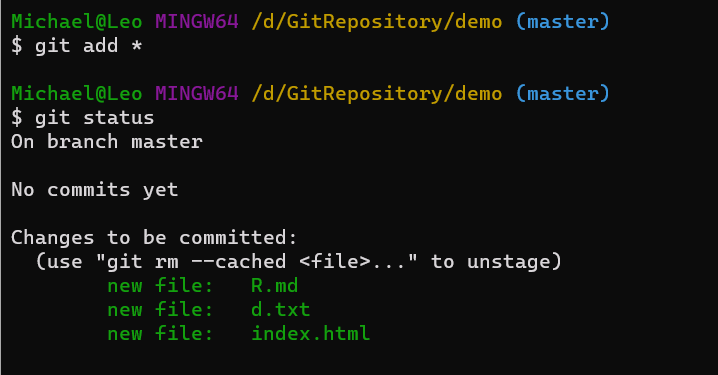 Michael@Leo MINGW64 /d/GitRepository/demo (master)
$ git add *
Michael@Leo MINGW64 /d/GitRepository/demo (master)
$ git status
On branch master
No commits yet
Changes to be committed:
(use "git rm --cached <file>..." to unstage)
new file: R.md
new file: d.txt
new file: index.html